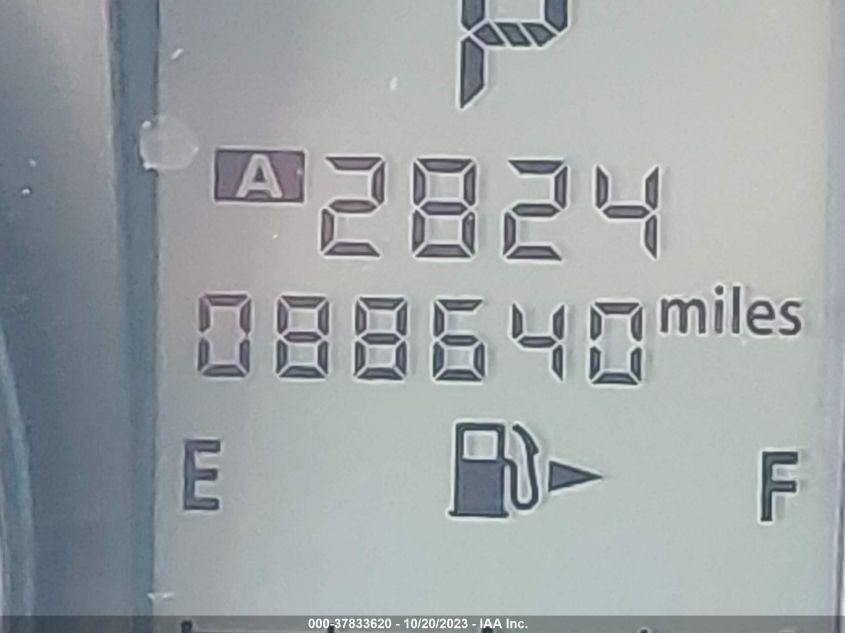 P
A 2824
088640 miles
E F
000-37833620 - 10/20/2023 - IAA Inc.